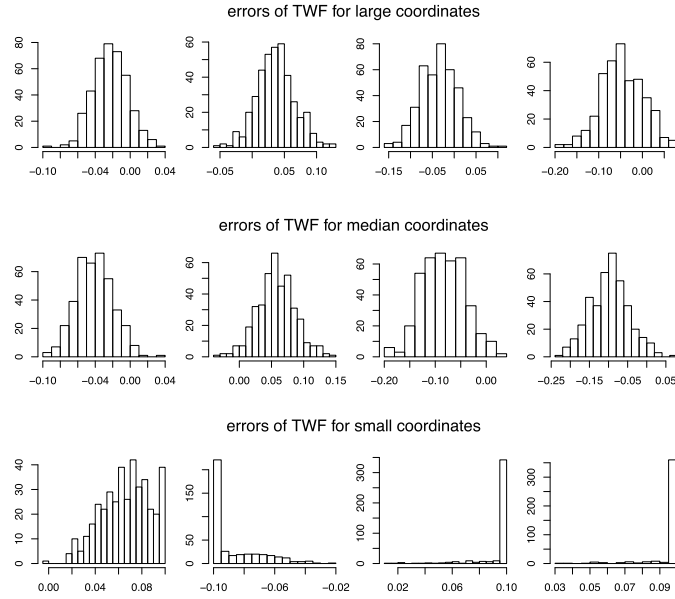 errors of TWF for large coordinates
0 20 40 60 80
−0.10 −0.04 0.00 0.04
0 20 40 60
−0.05 0.05 0.10
0 20 40 60 80
−0.15 −0.05 0.05
0 20 40 60
−0.20 −0.10 0.00
errors of TWF for median coordinates
0 20 40 60
−0.10 −0.04 0.00 0.04
0 20 40 60
0.00 0.05 0.10 0.15
0 20 40 60
−0.20 −0.10 0.00
0 20 40 60
−0.25 −0.15 −0.05 0.05
errors of TWF for small coordinates
0 10 20 30 40
0.00 0.04 0.08
0 50 150
−0.10 −0.06 −0.02
0 100 200 300
0.02 0.06 0.10
0 100 200 300
0.03 0.05 0.07 0.09